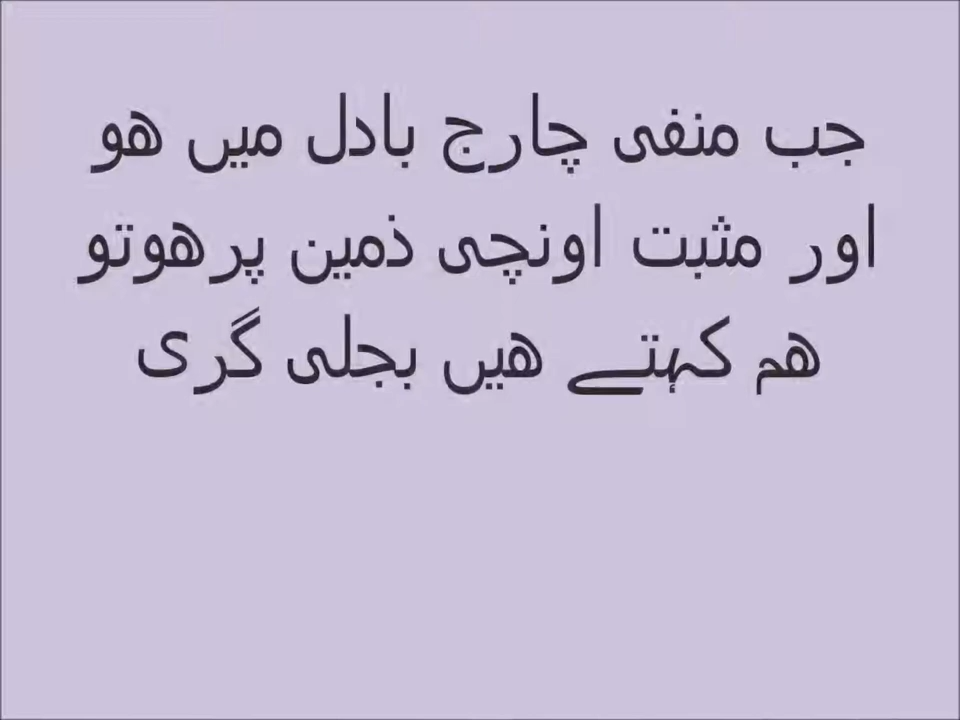 جب منفی چارج بادل میں ھو
اور مثبت اونچی ذمین پرھوتو
ھم کہتے ھیں بجلی گری